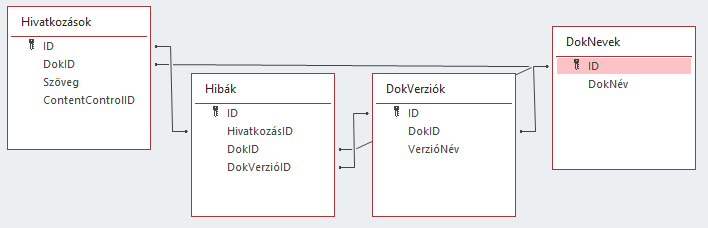 Hivatkozások
ID
DokID
Szöveg
ContentControlID
Hibák
ID
HivatkozásID
DokID
DokVerzióID
DokVerziók
ID
DokID
VerzióNév
DokNevek
ID
DokNév